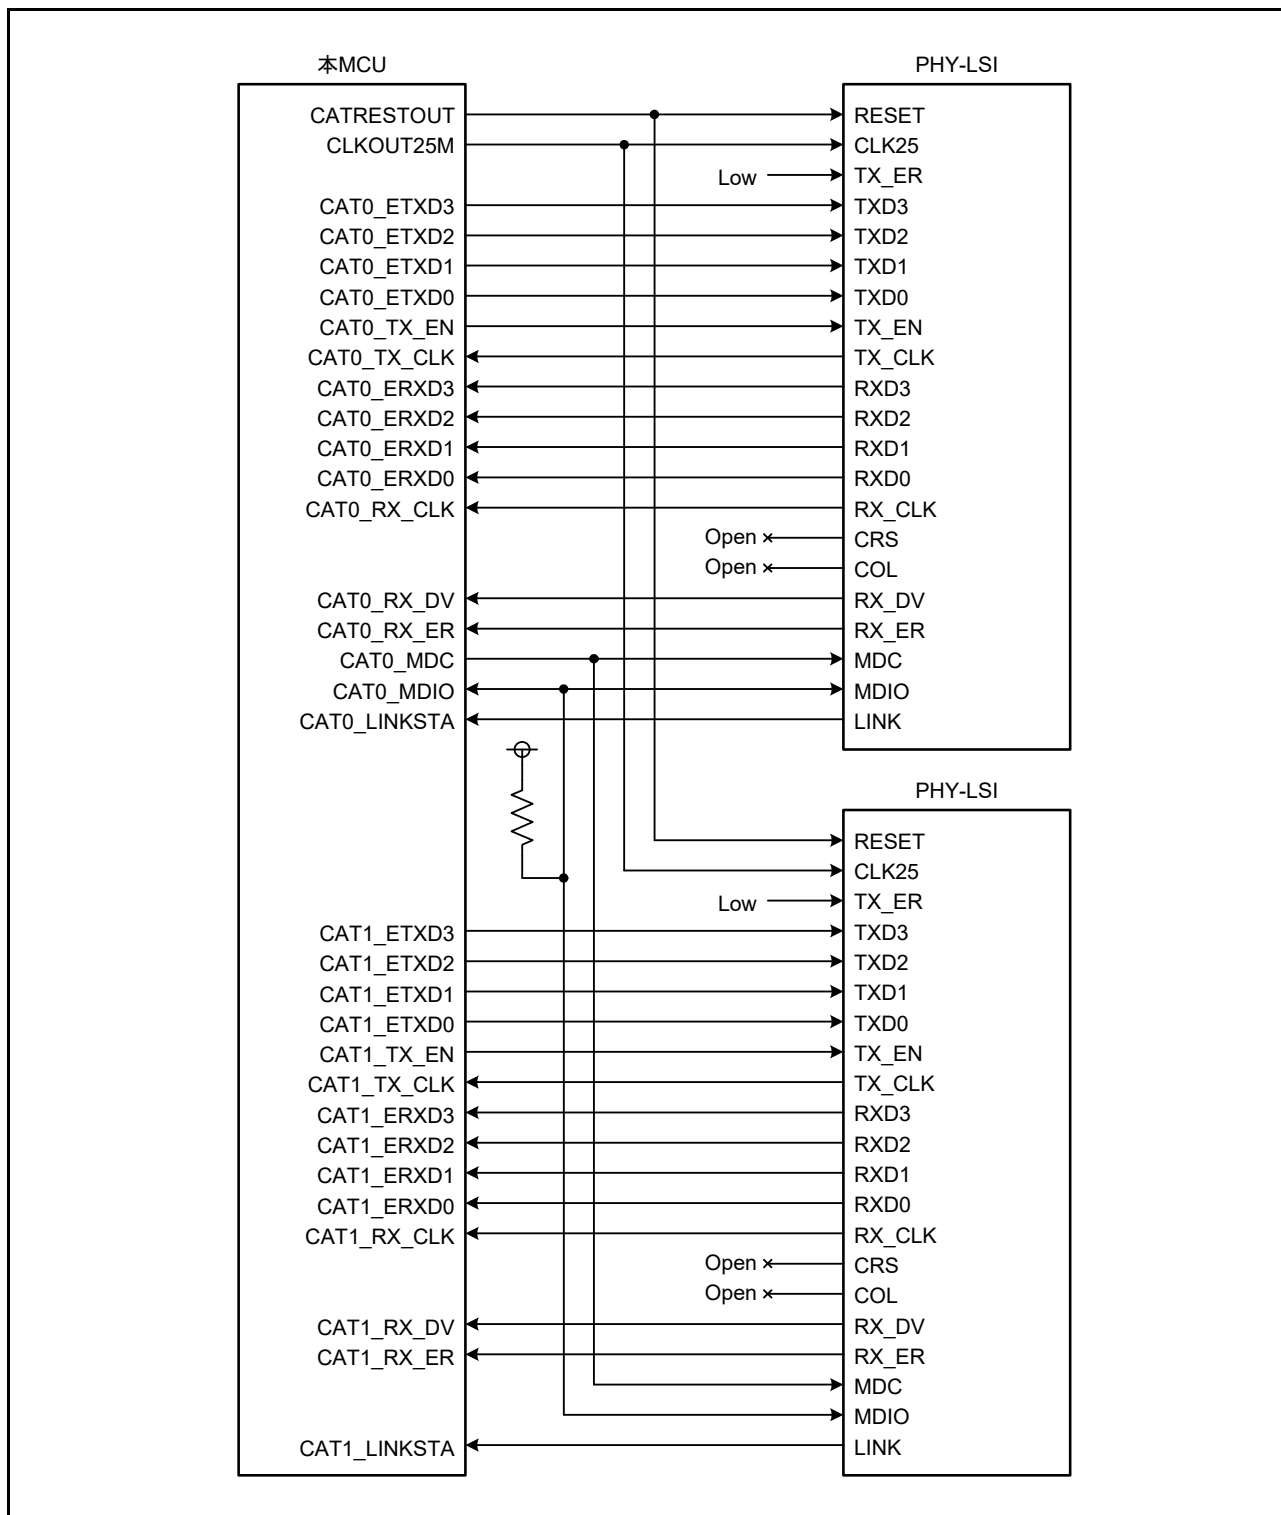 本MCU
PHY-LSI
CATRESTOUT
RESET
CLKOUT25M
CLK25
Low
TX_ER
CAT0_ETXD3
TXD3
CAT0_ETXD2
TXD2
CAT0_ETXD1
TXD1
CAT0_ETXD0
TXD0
CAT0_TX_EN
TX_EN
CAT0_TX_CLK
TX_CLK
CAT0_ERXD3
RXD3
CAT0_ERXD2
RXD2
CAT0_ERXD1
RXD1
CAT0_ERXD0
RXD0
CAT0_RX_CLK
RX_CLK
Open
CRS
Open
COL
CAT0_RX_DV
RX_DV
CAT0_RX_ER
RX_ER
CAT0_MDC
MDC
CAT0_MDIO
MDIO
CAT0_LINKSTA
LINK
PHY-LSI
RESET
CLK25
Low
TX_ER
CAT1_ETXD3
TXD3
CAT1_ETXD2
TXD2
CAT1_ETXD1
TXD1
CAT1_ETXD0
TXD0
CAT1_TX_EN
TX_EN
CAT1_TX_CLK
TX_CLK
CAT1_ERXD3
RXD3
CAT1_ERXD2
RXD2
CAT1_ERXD1
RXD1
CAT1_ERXD0
RXD0
CAT1_RX_CLK
RX_CLK
Open
CRS
Open
COL
CAT1_RX_DV
RX_DV
CAT1_RX_ER
RX_ER
MDC
MDIO
CAT1_LINKSTA
LINK